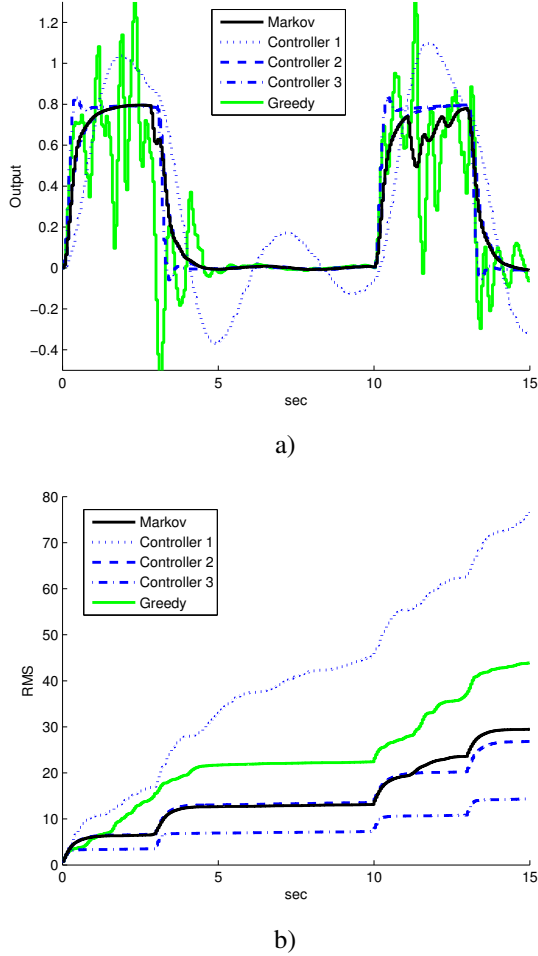 1.2
1
0.8
0.6
0.4
0.2
0
−0.2
−0.4
Output
Markov
Controller 1
Controller 2
Controller 3
Greedy
0 5 10 15
sec
a)
80
70
60
50
40
30
20
10
0
RMS
Markov
Controller 1
Controller 2
Controller 3
Greedy
0 5 10 15
sec
b)